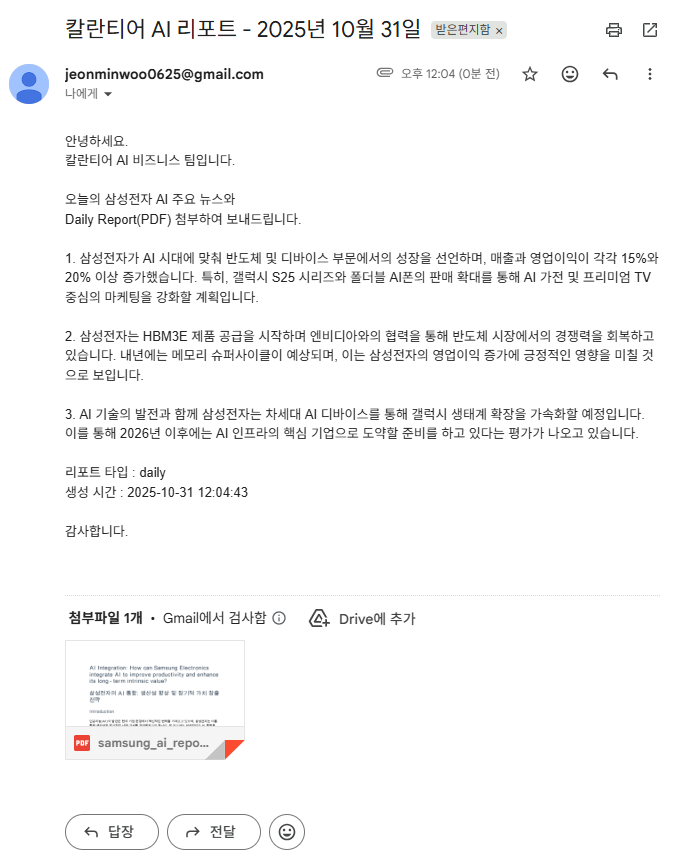 칼란티어 AI 리포트 - 2025년 10월 31일 받은편지함 ×
jeonminwoo0625@gmail.com 오후 12:04 (0분 전)
나에게
안녕하세요.
칼란티어 AI 비즈니스 팀입니다.
오늘의 삼성전자 AI 주요 뉴스와
Daily Report(PDF) 첨부하여 보내드립니다.
1. 삼성전자가 AI 시대에 맞춰 반도체 및 디바이스 부문에서의 성장을 선언하며, 매출과 영업이익이 각각 15%와
20% 이상 증가했습니다. 특히, 갤럭시 S25 시리즈와 폴더블 AI폰의 판매 확대를 통해 AI 가전 및 프리미엄 TV
중심의 마케팅을 강화할 계획입니다.
2. 삼성전자는 HBM3E 제품 공급을 시작하며 엔비디아와의 협력을 통해 반도체 시장에서의 경쟁력을 회복하고
있습니다. 내년에는 메모리 슈퍼사이클이 예상되며, 이는 삼성전자의 영업이익 증가에 긍정적인 영향을 미칠 것
으로 보입니다.
3. AI 기술의 발전과 함께 삼성전자는 차세대 AI 디바이스를 통해 갤럭시 생태계 확장을 가속화할 예정입니다.
이를 통해 2026년 이후에는 AI 인프라의 핵심 기업으로 도약할 준비를 하고 있다는 평가가 나오고 있습니다.
리포트 타입 : daily
생성 시간 : 2025-10-31 12:04:43
감사합니다.
첨부파일 1개 • Gmail에서 검사함 Drive에 추가
AI Integration: How can Samsung Electronics
integrate AI to improve productivity and enhance
its long-term intrinsic value?
삼성전자의 AI 통합: 생산성 향상 및 장기적 가치 창출
전략
Introduction
PDF samsung_ai_repo...
답장 전달